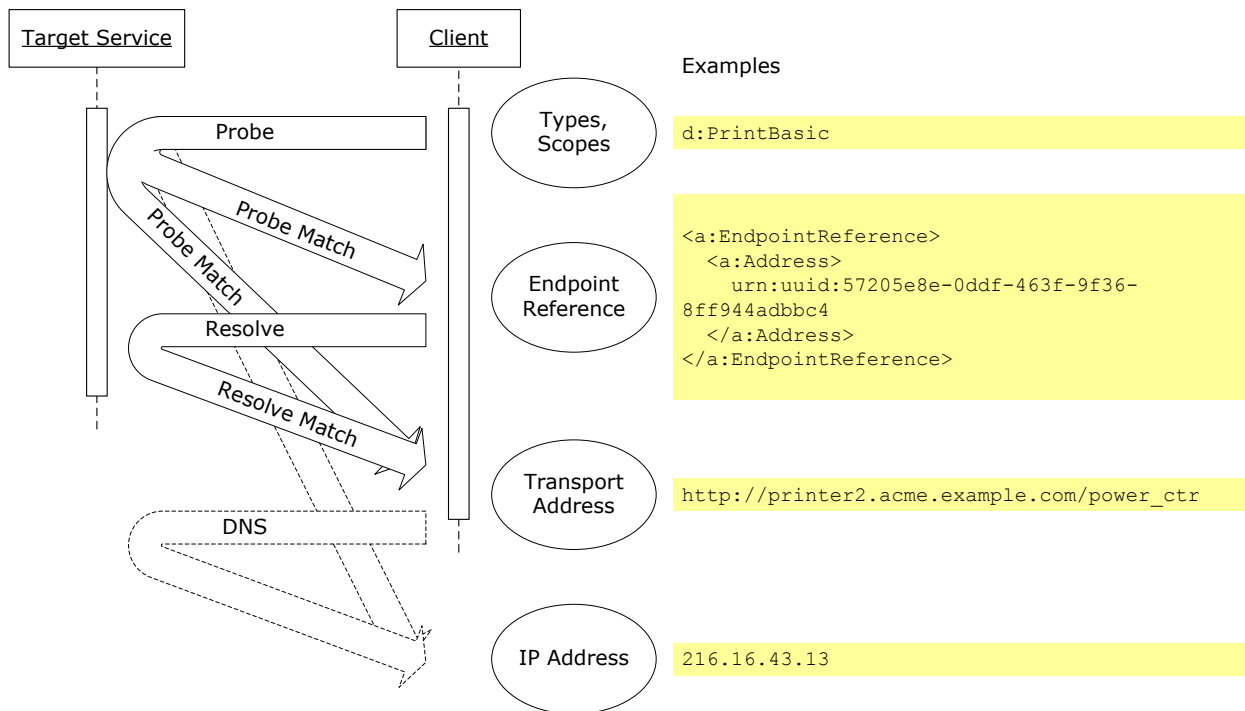 Target Service
Client
Examples
Probe
Types,
Scopes
d:PrintBasic
Probe Match
Probe Match
Endpoint
Reference
<a:EndpointReference>
<a:Address>
urn:uuid:57205e8e-0ddf-463f-9f36-
8ff944adbbc4
</a:Address>
</a:EndpointReference>
Resolve
Resolve Match
Transport
Address
http://printer2.acme.example.com/power_ctr
DNS
IP Address
216.16.43.13